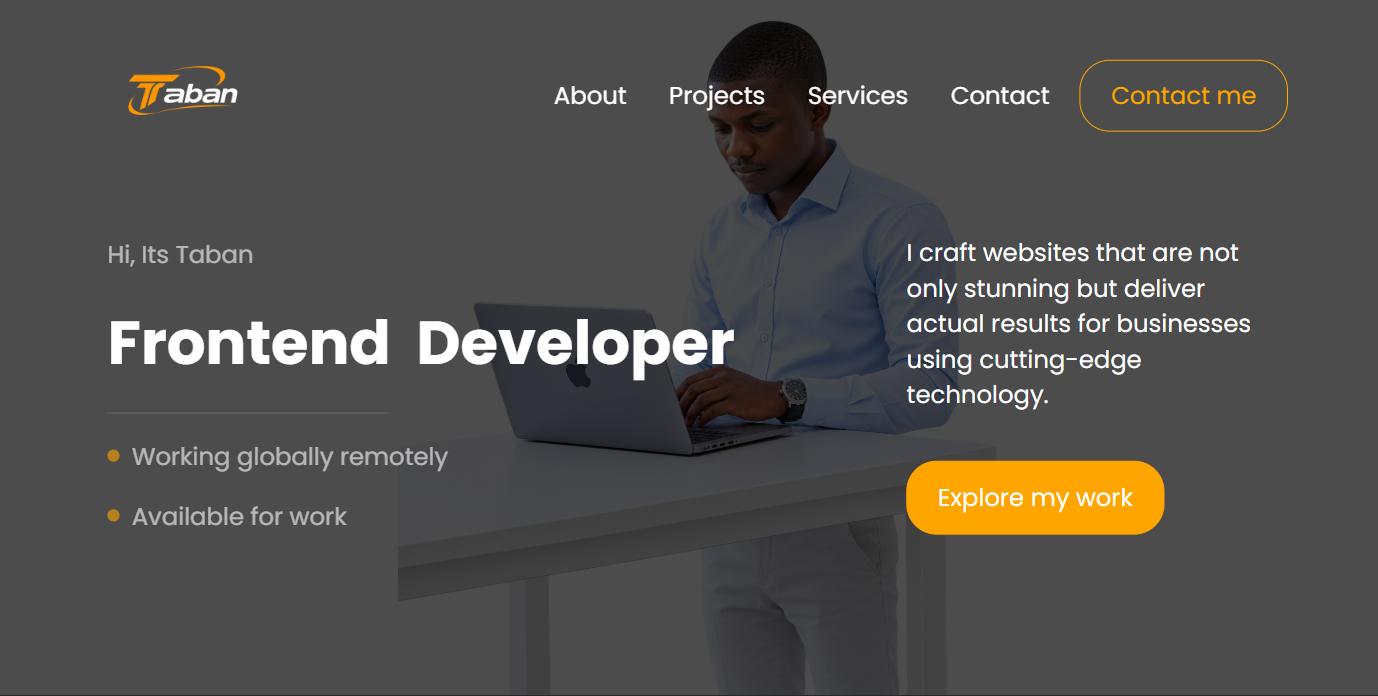 Taban
About
Projects
Services
Contact
Contact me
Hi, Its Taban
Frontend Developer
Working globally remotely
Available for work
I craft websites that are not
only stunning but deliver
actual results for businesses
using cutting-edge
technology.
Explore my work